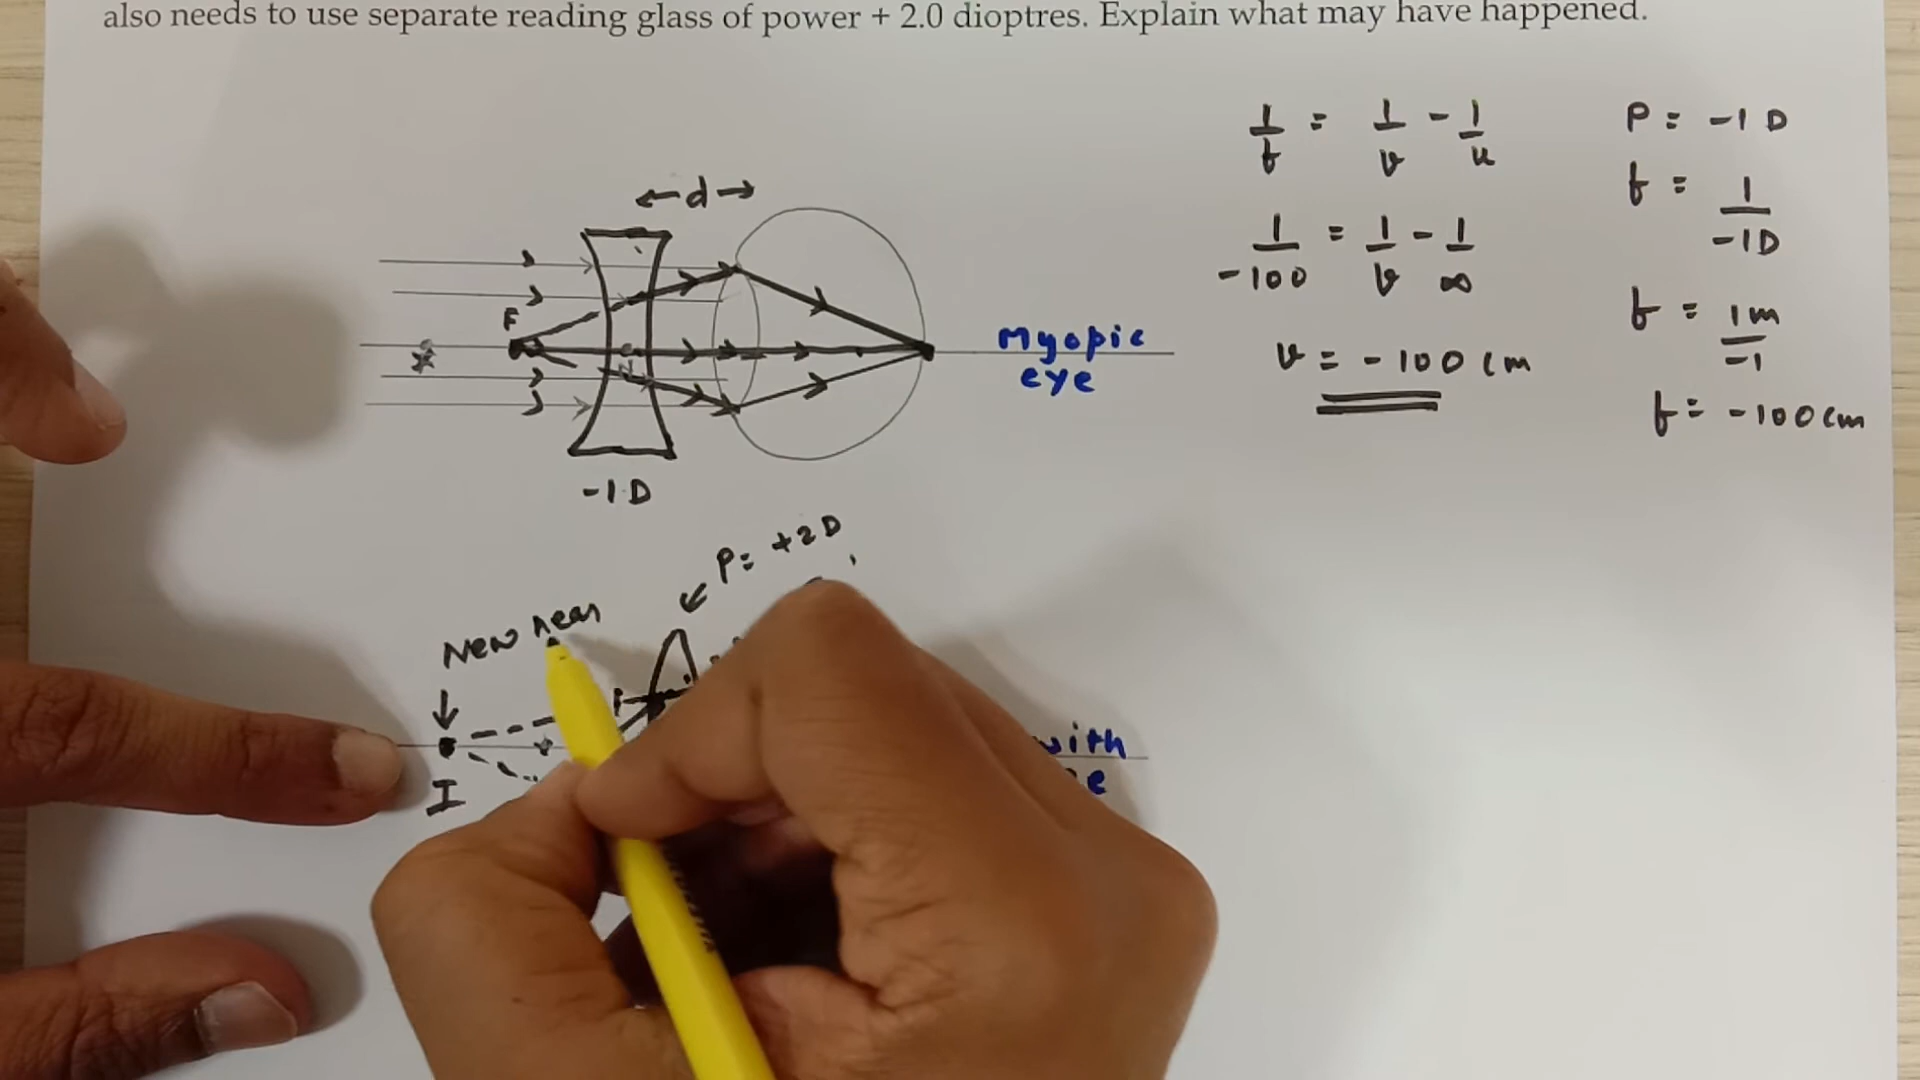 also needs to use separate reading glass of power + 2.0 dioptres. Explain what may have happened.
←d→
F
-1 D
Myopic
eye
1/f = 1/v - 1/u
1/-100 = 1/v - 1/∞
v = -100 cm
P = -1 D
f = 1/-1D
f = 1m/-1
f = -100 cm
P = +2D
New near
I
with